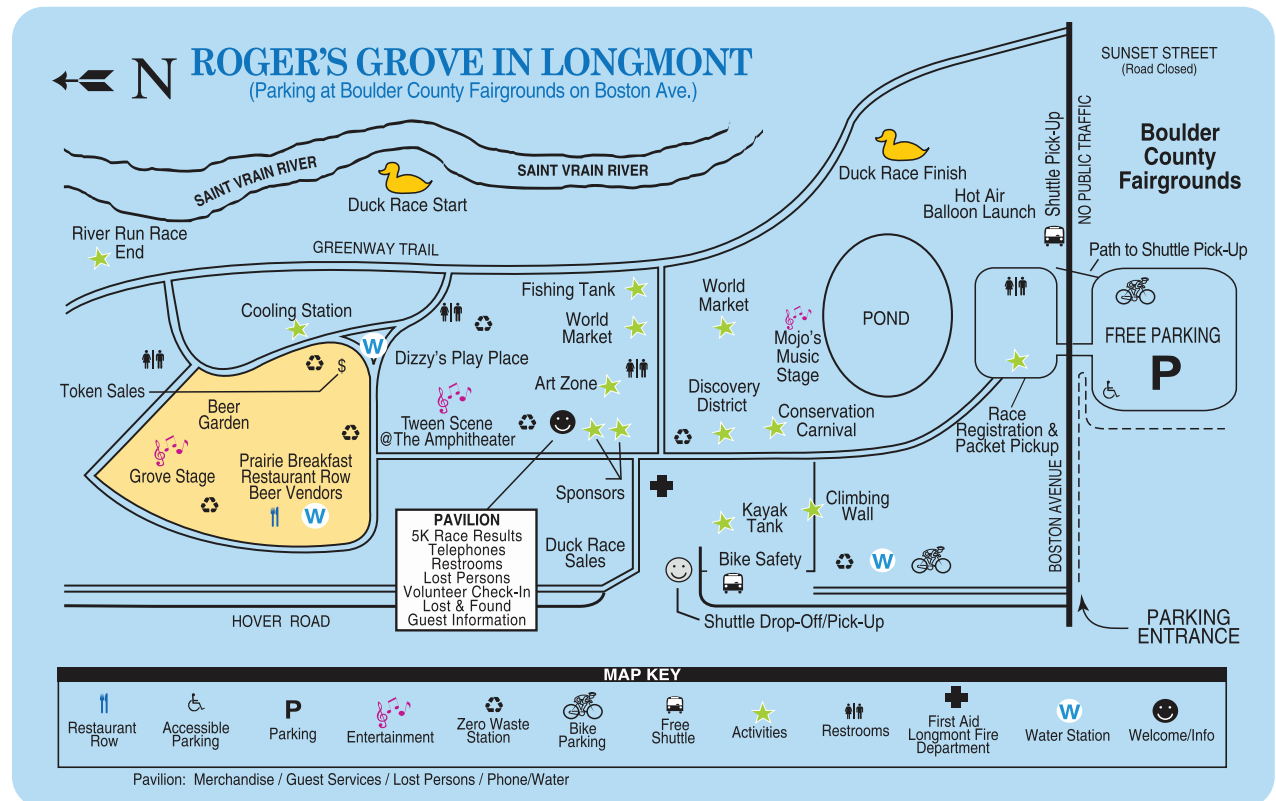 N
ROGER'S GROVE IN LONGMONT
(Parking at Boulder County Fairgrounds on Boston Ave.)
SUNSET STREET
(Road Closed)
Boulder
County
Fairgrounds
NO PUBLIC TRAFFIC
Shuttle Pick-Up
SAINT VRAIN RIVER
SAINT VRAIN RIVER
Duck Race Start
Duck Race Finish
Hot Air
Balloon Launch
River Run Race
End
GREENWAY TRAIL
Path to Shuttle Pick-Up
Cooling Station
Fishing Tank
World
Market
World
Market
Mojo's
Music
Stage
POND
FREE PARKING
P
W
Dizzy's Play Place
Token Sales
$
Art Zone
Discovery
District
Conservation
Carnival
Race
Registration &
Packet Pickup
Beer
Garden
Tween Scene
@The Amphitheater
Grove Stage
Prairie Breakfast
Restaurant Row
Beer Vendors
W
Sponsors
Kayak
Tank
Climbing
Wall
PAVILION
5K Race Results
Telephones
Restrooms
Lost Persons
Volunteer Check-In
Lost & Found
Guest Information
Duck Race
Sales
Bike Safety
W
BOSTON AVENUE
HOVER ROAD
Shuttle Drop-Off/Pick-Up
PARKING
ENTRANCE
MAP KEY
Restaurant
Row
Accessible
Parking
P
Parking
Entertainment
Zero Waste
Station
Bike
Parking
Free
Shuttle
Activities
Restrooms
First Aid
Longmont Fire
Department
W
Water Station
Welcome/Info
Pavilion: Merchandise / Guest Services / Lost Persons / Phone/Water